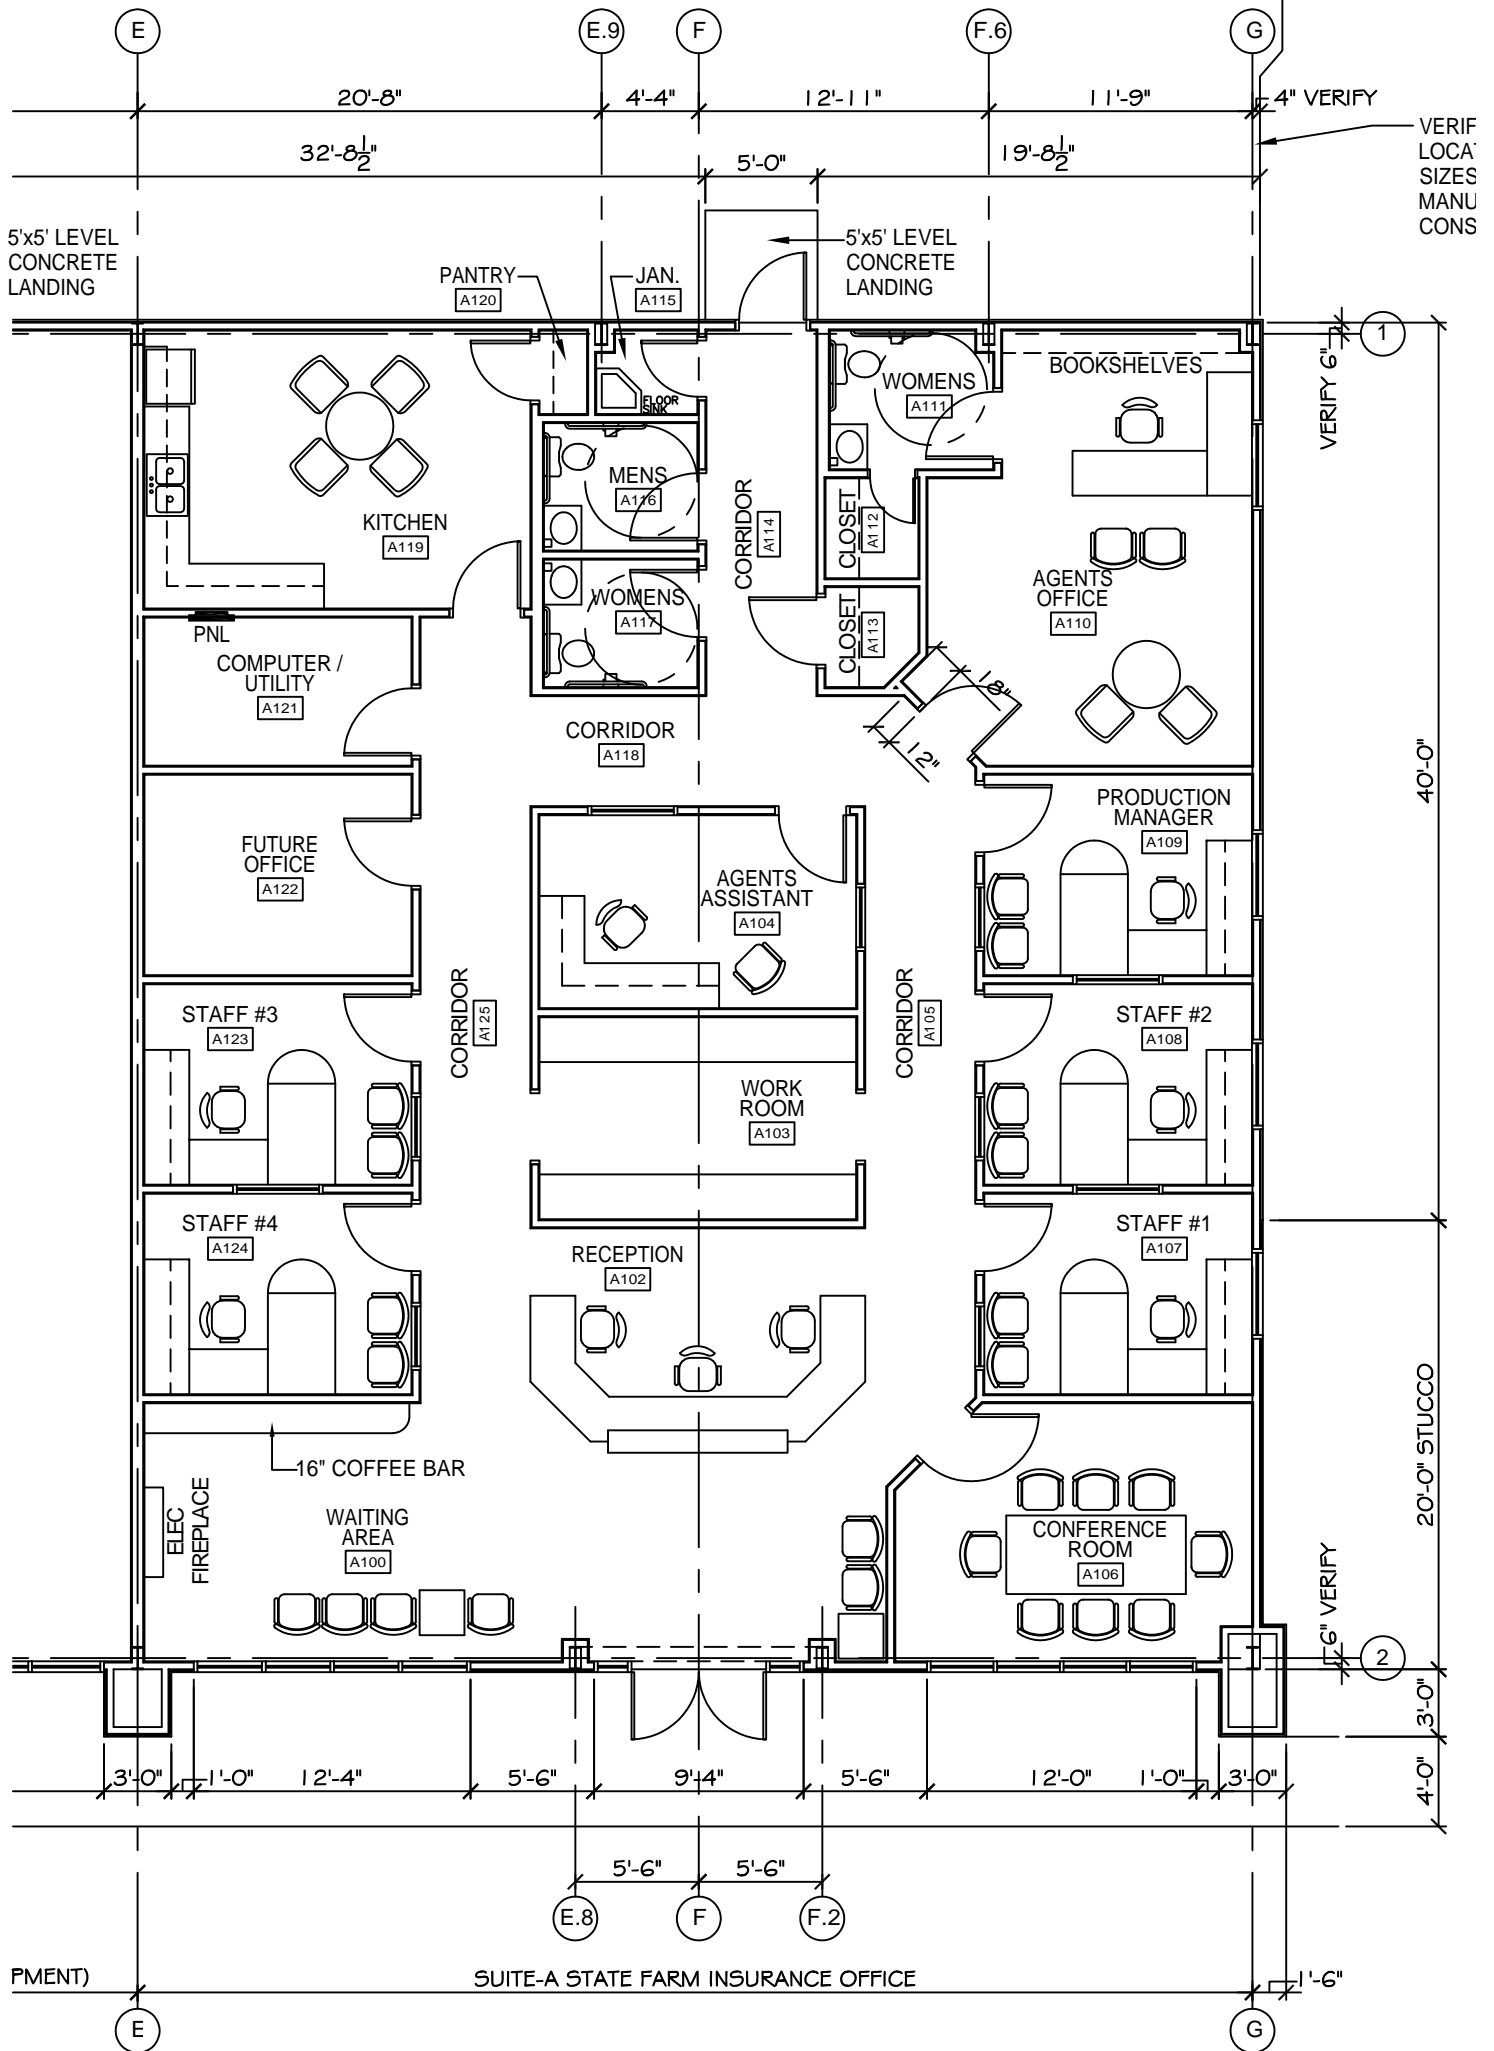 E
E.9
F
F.6
G
20'-8"
4'-4"
12'-11"
11'-9"
4" VERIFY
32'-8½"
5'-0"
19'-8½"
VERIF
LOCAT
SIZES
MANU
CONS
5'x5' LEVEL
CONCRETE
LANDING
PANTRY
A120
JAN.
A115
5'x5' LEVEL
CONCRETE
LANDING
1
VERIFY 6"
BOOKSHELVES
WOMENS
A111
FLOOR
SINK
MENS
A116
KITCHEN
A119
CORRIDOR
A114
CLOSET
A112
AGENTS
OFFICE
A110
WOMENS
A117
CLOSET
A113
PNL
COMPUTER /
UTILITY
A121
18"
12"
CORRIDOR
A118
40'-0"
PRODUCTION
MANAGER
A109
FUTURE
OFFICE
A122
AGENTS
ASSISTANT
A104
CORRIDOR
A125
CORRIDOR
A105
STAFF #3
A123
STAFF #2
A108
WORK
ROOM
A103
STAFF #4
A124
STAFF #1
A107
RECEPTION
A102
16" COFFEE BAR
20'-0" STUCCO
ELEC
FIREPLACE
WAITING
AREA
A100
CONFERENCE
ROOM
A106
6" VERIFY
2
3'-0"
4'-0"
3'-0"
1'-0"
12'-4"
5'-6"
9'-4"
5'-6"
12'-0"
1'-0"
3'-0"
5'-6"
5'-6"
E.8
F
F.2
PMENT)
SUITE-A STATE FARM INSURANCE OFFICE
1'-6"
E
G